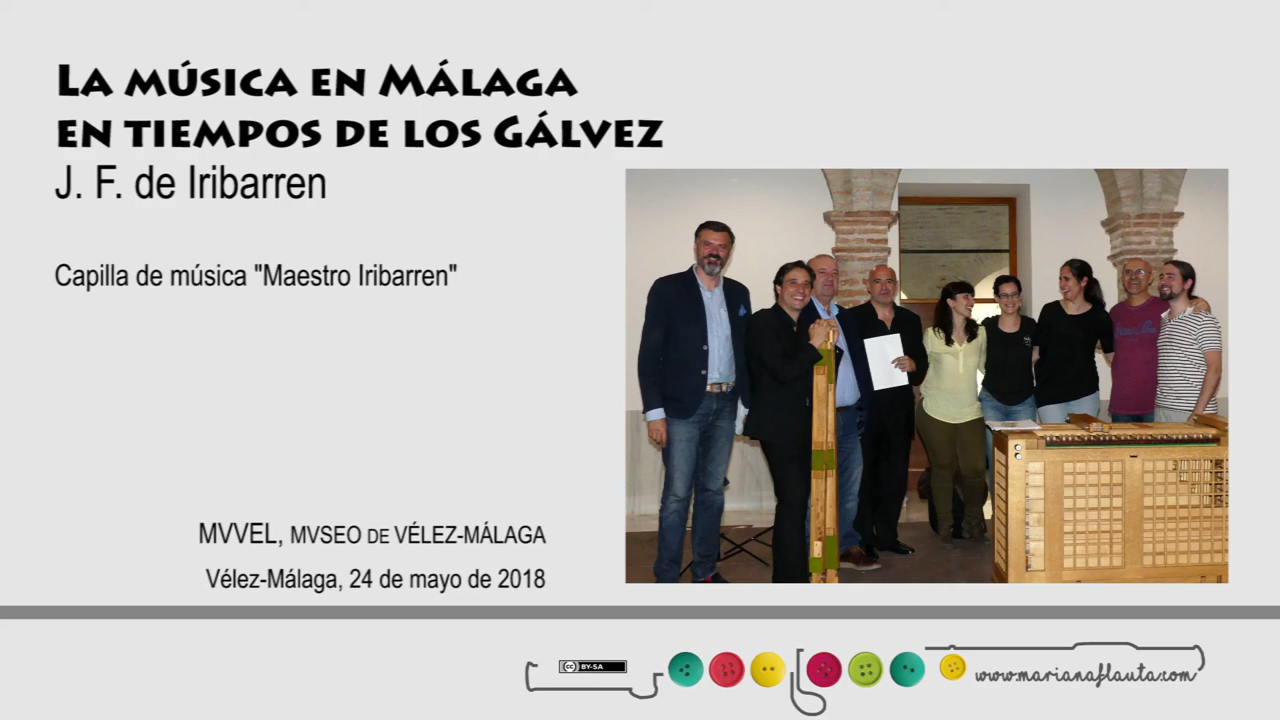 LA MÚSICA EN MÁLAGA
EN TIEMPOS DE LOS GÁLVEZ
J. F. de Iribarren
Capilla de música "Maestro Iribarren"
MVVEL, MVSEO DE VÉLEZ-MÁLAGA
Vélez-Málaga, 24 de mayo de 2018
cc BY-SA
www.marianaflauta.com